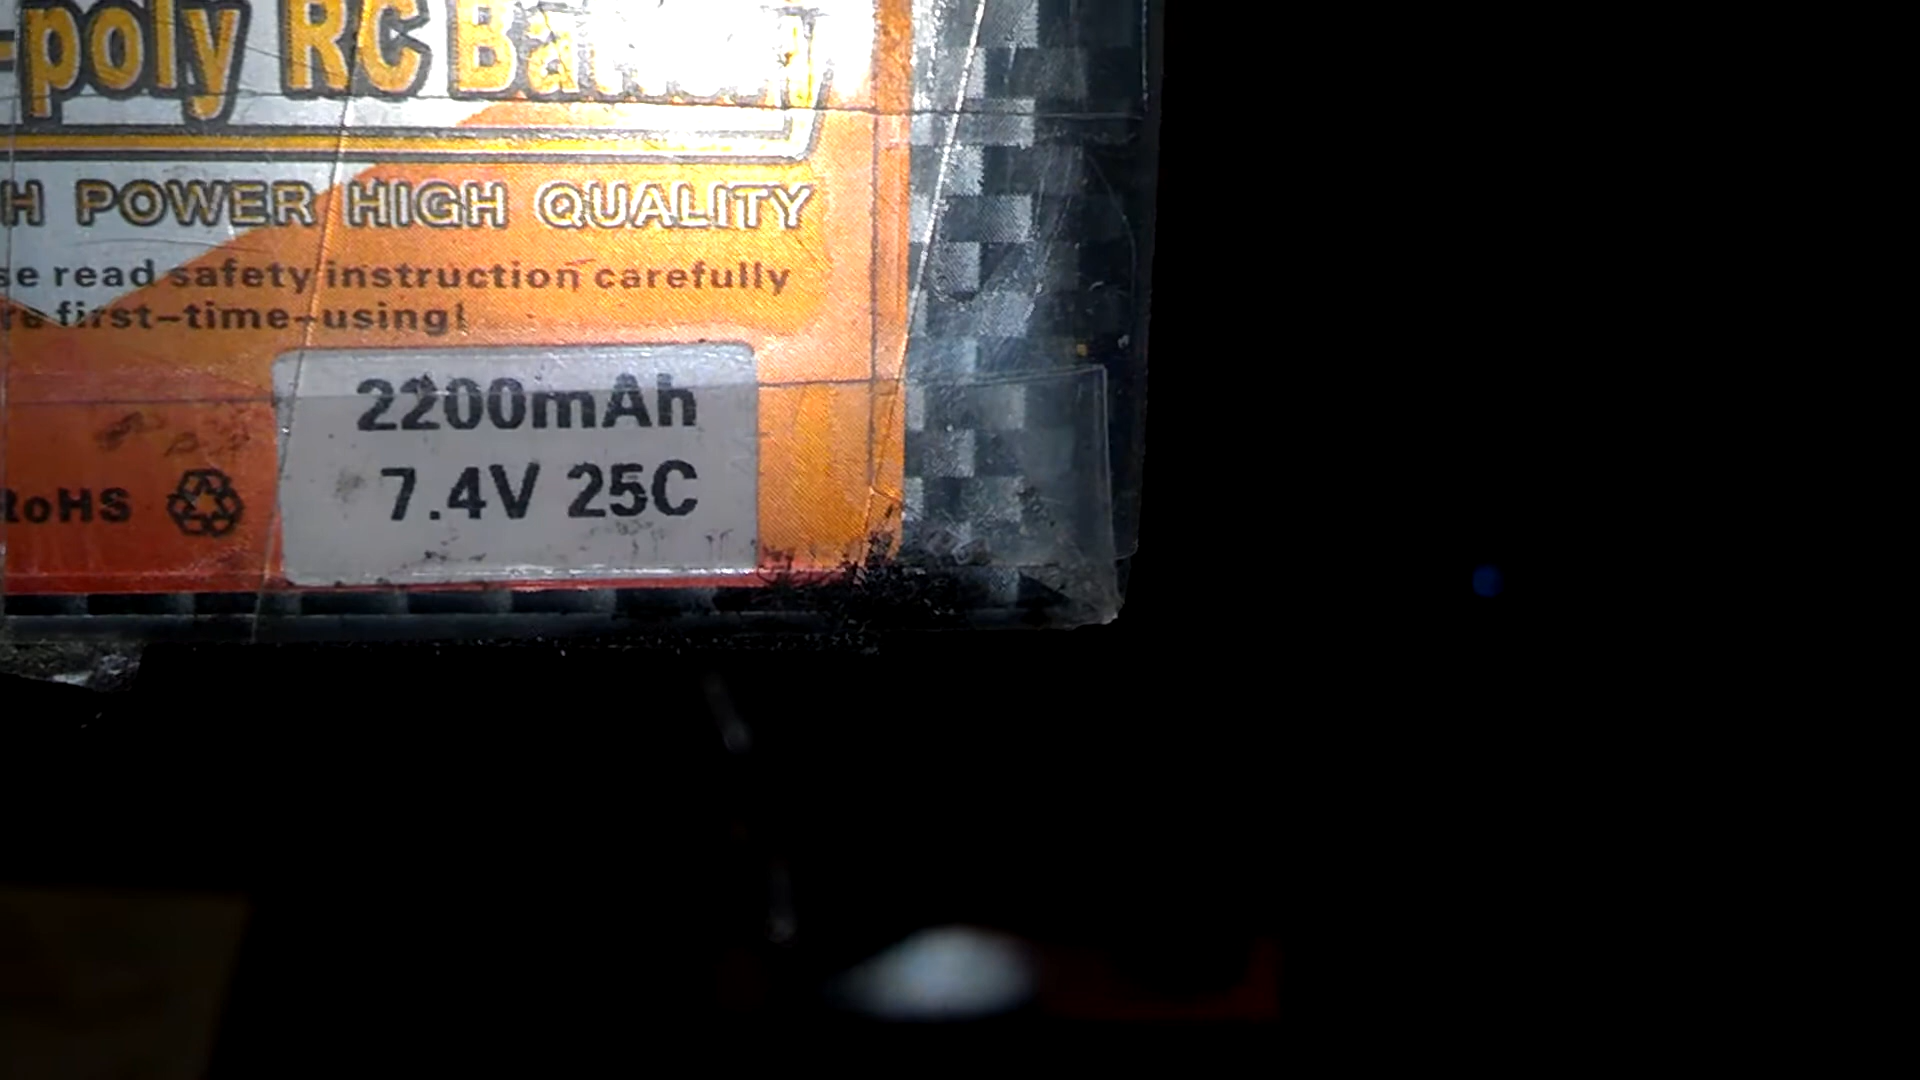 -poly RC Battery
H POWER HIGH QUALITY
se read safety instruction carefully
re first-time-using!
2200mAh
7.4V 25C
RoHS